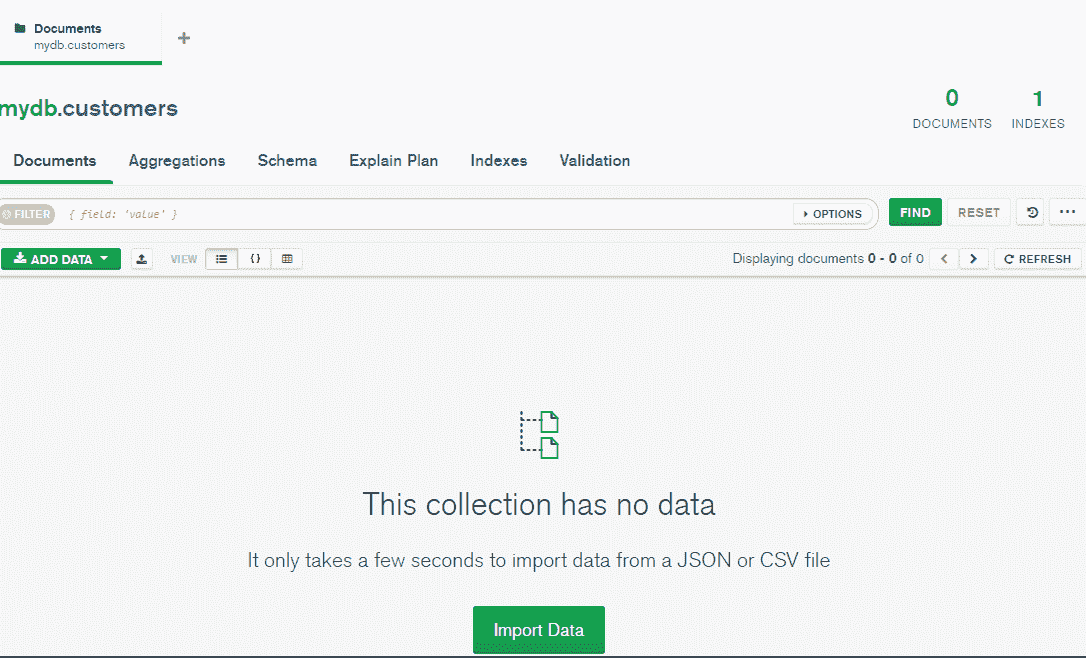 Documents
mydb.customers
+
mydb.customers
0
DOCUMENTS
1
INDEXES
Documents Aggregations Schema Explain Plan Indexes Validation
FILTER { field: 'value' } OPTIONS FIND RESET ...
ADD DATA VIEW {} Displaying documents 0 - 0 of 0 < > REFRESH
This collection has no data
It only takes a few seconds to import data from a JSON or CSV file
Import Data